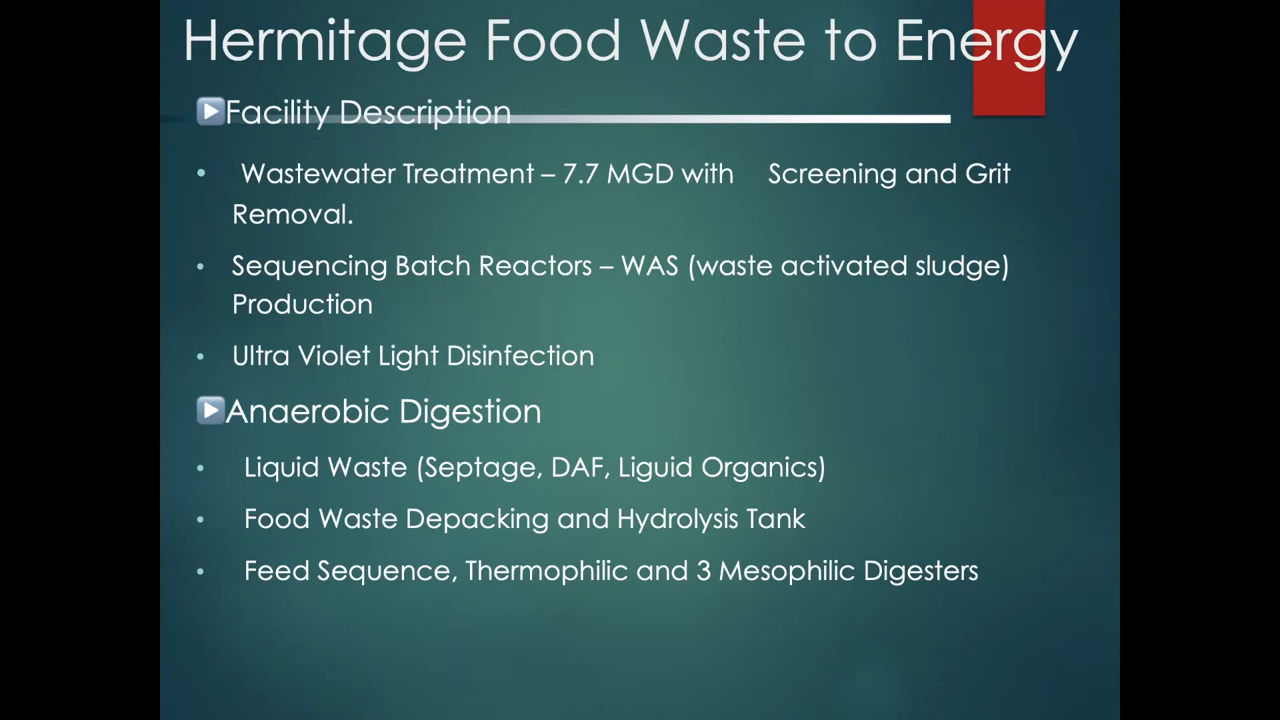 Hermitage Food Waste to Energy
Facility Description
• Wastewater Treatment – 7.7 MGD with Screening and Grit
Removal.
• Sequencing Batch Reactors – WAS (waste activated sludge)
Production
• Ultra Violet Light Disinfection
Anaerobic Digestion
• Liquid Waste (Septage, DAF, Liguid Organics)
• Food Waste Depacking and Hydrolysis Tank
• Feed Sequence, Thermophilic and 3 Mesophilic Digesters